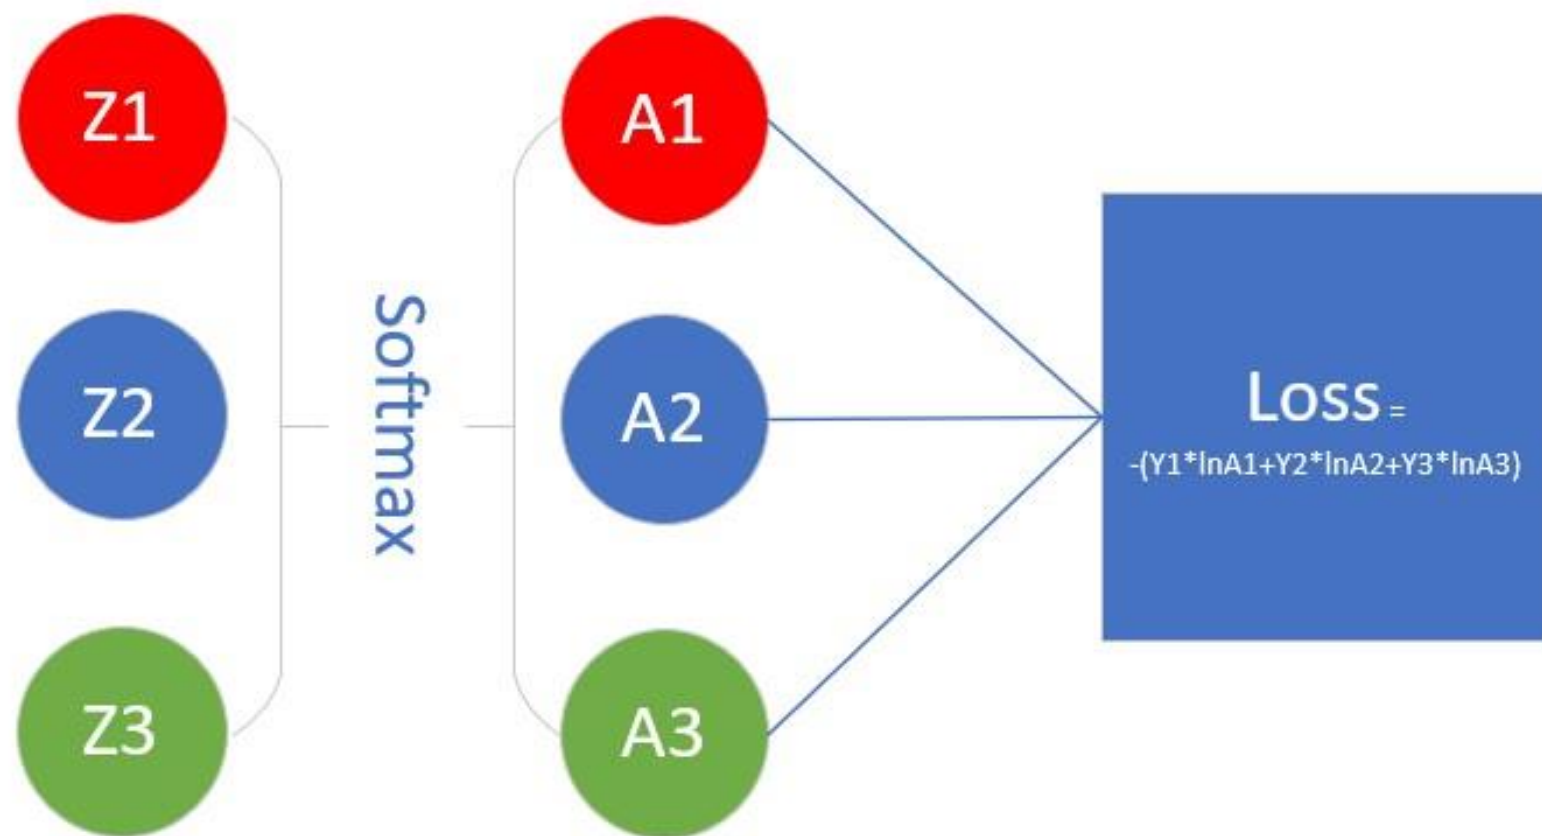 Z1
A1
Z2
Softmax
A2
Loss =
-(Y1*lnA1+Y2*lnA2+Y3*lnA3)
Z3
A3